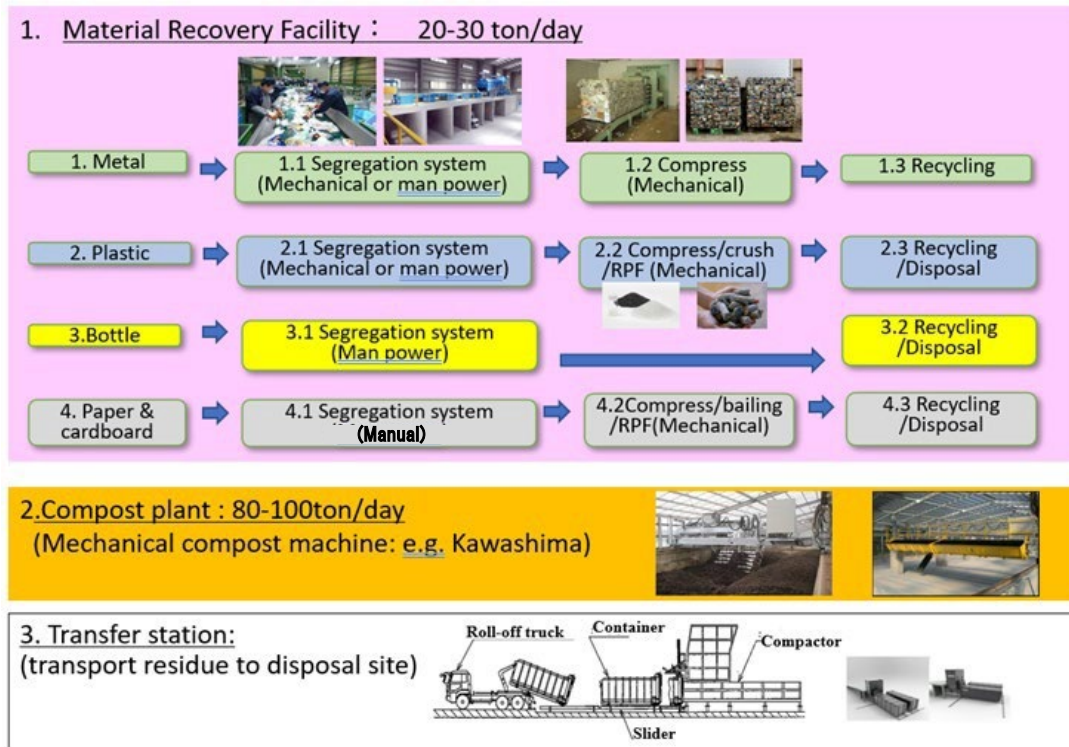 1. Material Recovery Facility： 20-30 ton/day
1. Metal
1.1 Segregation system
(Mechanical or man power)
1.2 Compress
(Mechanical)
1.3 Recycling
2. Plastic
2.1 Segregation system
(Mechanical or man power)
2.2 Compress/crush
/RPF (Mechanical)
2.3 Recycling
/Disposal
3.Bottle
3.1 Segregation system
(Man power)
3.2 Recycling
/Disposal
4. Paper &
cardboard
4.1 Segregation system
(Manual)
4.2Compress/bailing
/RPF(Mechanical)
4.3 Recycling
/Disposal
2.Compost plant : 80-100ton/day
(Mechanical compost machine: e.g. Kawashima)
3. Transfer station:
(transport residue to disposal site)
Roll-off truck
Container
Compactor
Slider